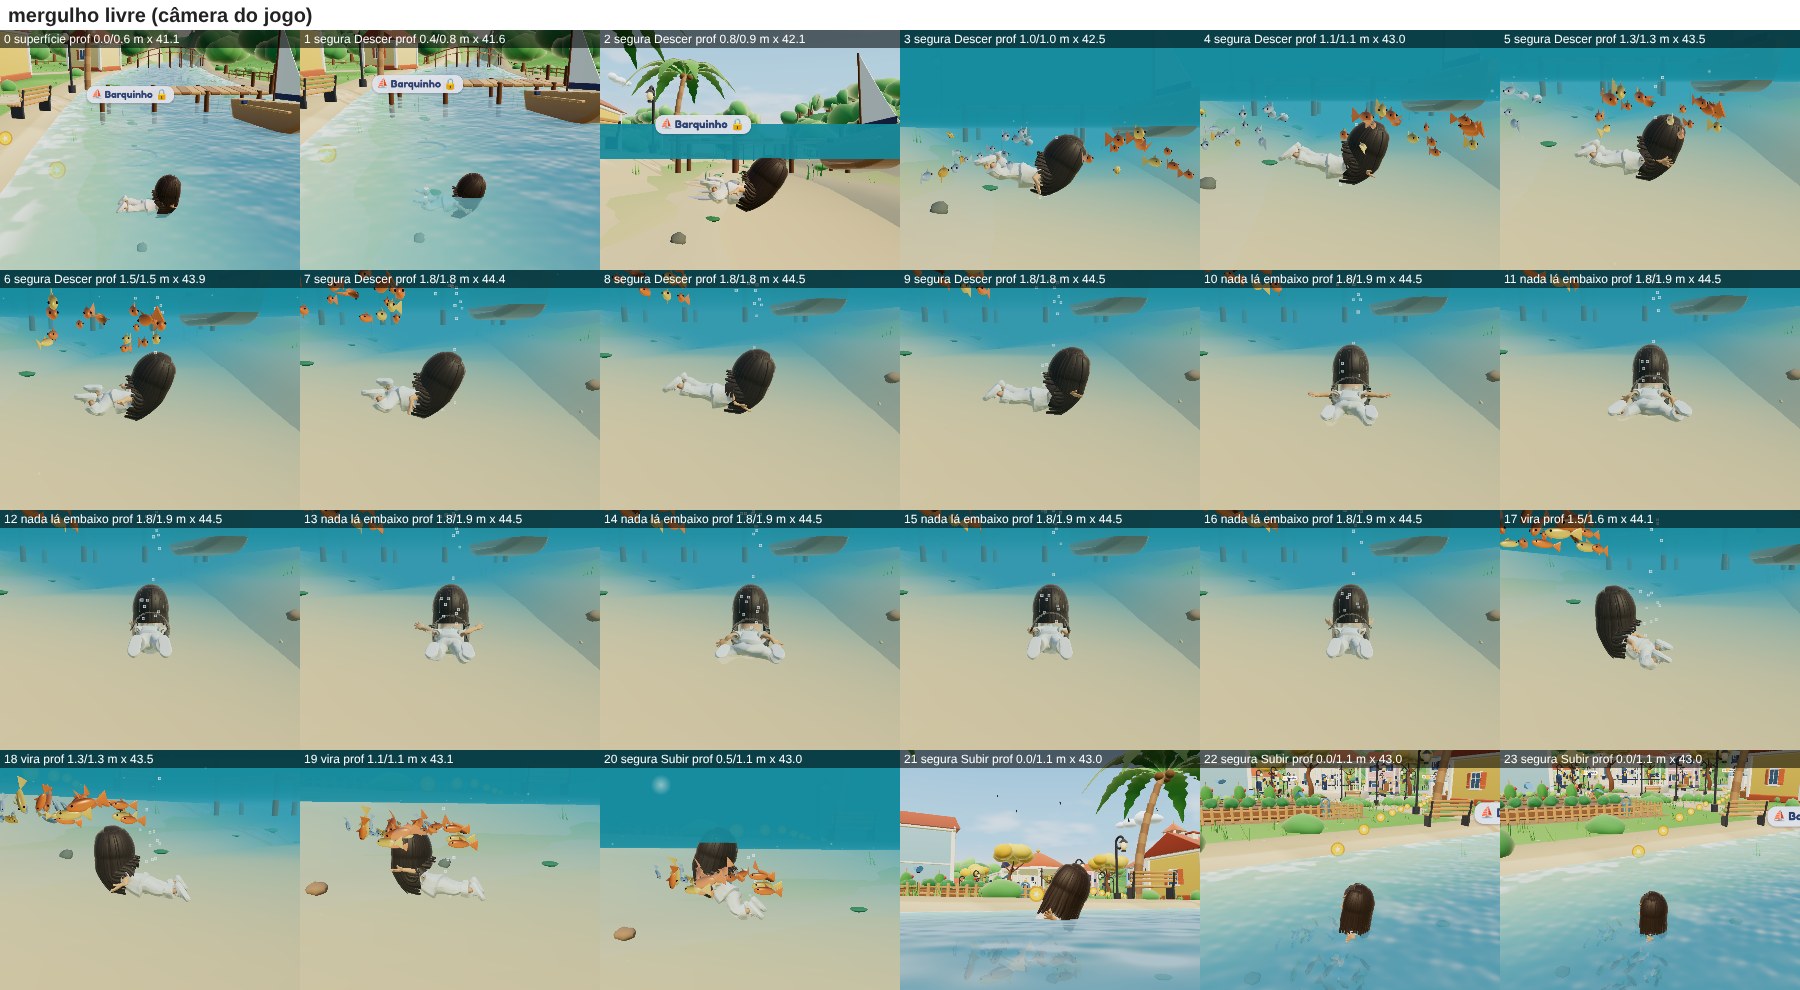 mergulho livre (câmera do jogo)
0 superfície prof 0.0/0.6 m x 41.1
Barquinho
1 segura Descer prof 0.4/0.8 m x 41.6
Barquinho
2 segura Descer prof 0.8/0.9 m x 42.1
Barquinho
3 segura Descer prof 1.0/1.0 m x 42.5
4 segura Descer prof 1.1/1.1 m x 43.0
5 segura Descer prof 1.3/1.3 m x 43.5
6 segura Descer prof 1.5/1.5 m x 43.9
7 segura Descer prof 1.8/1.8 m x 44.4
8 segura Descer prof 1.8/1.8 m x 44.5
9 segura Descer prof 1.8/1.8 m x 44.5
10 nada lá embaixo prof 1.8/1.9 m x 44.5
11 nada lá embaixo prof 1.8/1.9 m x 44.5
12 nada lá embaixo prof 1.8/1.9 m x 44.5
13 nada lá embaixo prof 1.8/1.9 m x 44.5
14 nada lá embaixo prof 1.8/1.9 m x 44.5
15 nada lá embaixo prof 1.8/1.9 m x 44.5
16 nada lá embaixo prof 1.8/1.9 m x 44.5
17 vira prof 1.5/1.6 m x 44.1
18 vira prof 1.3/1.3 m x 43.5
19 vira prof 1.1/1.1 m x 43.1
20 segura Subir prof 0.5/1.1 m x 43.0
21 segura Subir prof 0.0/1.1 m x 43.0
22 segura Subir prof 0.0/1.1 m x 43.0
23 segura Subir prof 0.0/1.1 m x 43.0
Ba